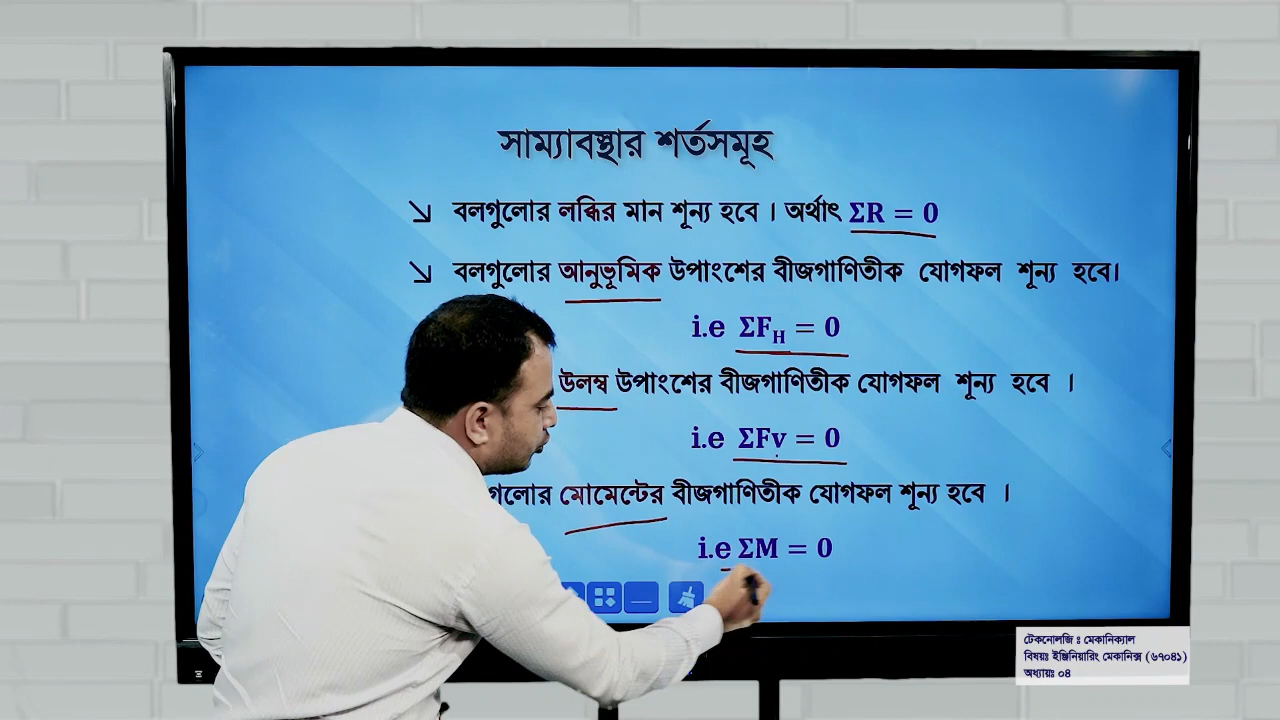 সাম্যাবস্থার শর্তসমূহ
বলগুলোর লব্ধির মান শূন্য হবে । অর্থাৎ ΣR = 0
বলগুলোর আনুভূমিক উপাংশের বীজগাণিতীক যোগফল শূন্য হবে।
i.e ΣF_H = 0
উলম্ব উপাংশের বীজগাণিতীক যোগফল শূন্য হবে ।
i.e ΣFv = 0
গলোর মোমেন্টের বীজগাণিতীক যোগফল শূন্য হবে ।
i.e ΣM = 0
টেকনোলজি : মেকানিক্যাল
বিষয়ঃ ইঞ্জিনিয়ারিং মেকানিক্স (৬৭০৪১)
অধ্যায়ঃ ০৪